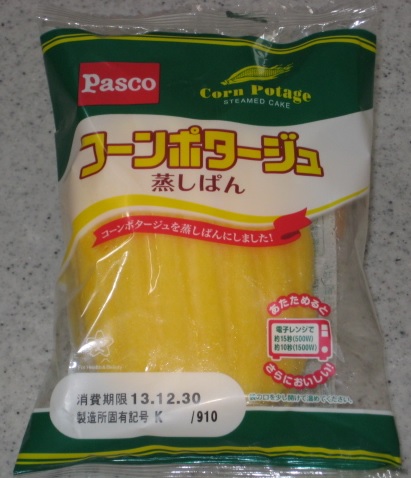 Pasco
Corn Potage
STEAMED CAKE
コーンポタージュ
蒸しぱん
コーンポタージュを蒸しぱんにしました!
あたためると
電子レンジで
約15秒(500W)
約10秒(1500W)
さらにおいしい!
消費期限 13.12.30
製造所固有記号 K /910